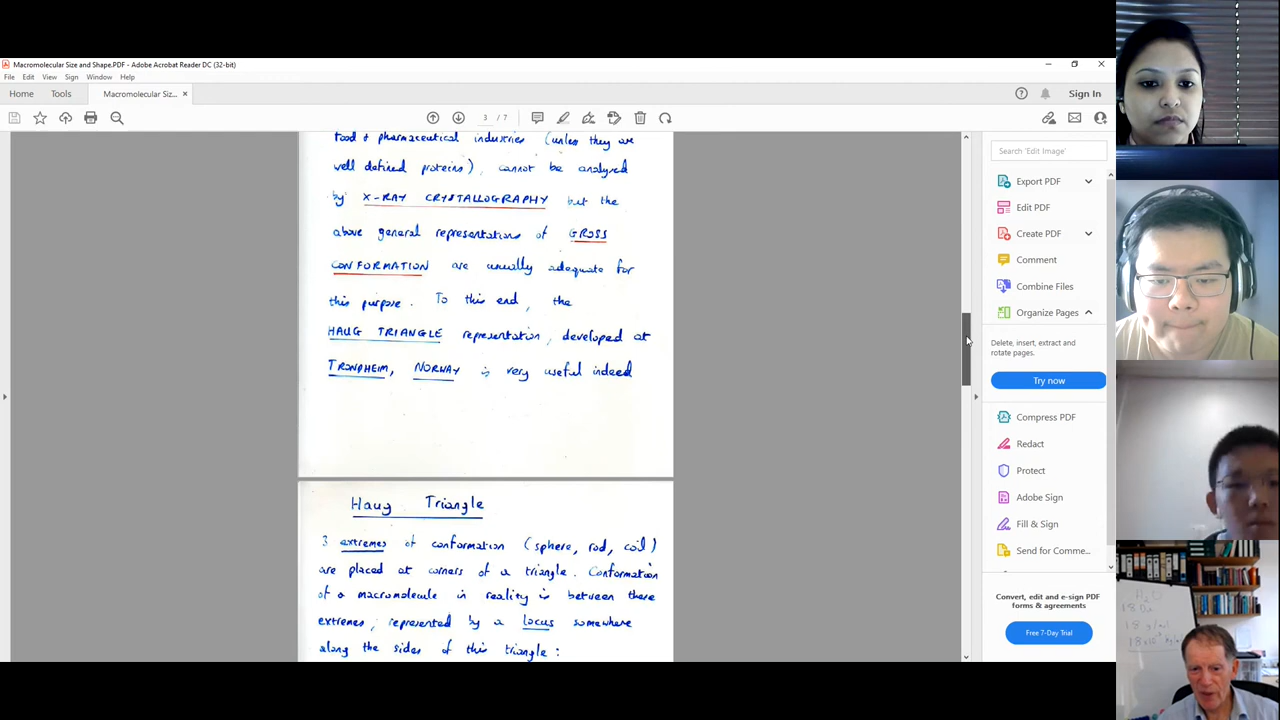 Macromolecular Size and Shape.PDF - Adobe Acrobat Reader DC (32-bit)
File Edit View Sign Window Help
Home Tools Macromolecular Siz... × Sign In
3 / 7
food & pharmaceutical industries (unless they are
well defined proteins), cannot be analysed
by X-RAY CRYSTALLOGRAPHY but the
above general representations of GROSS
CONFORMATION are usually adequate for
this purpose. To this end, the
HAUG TRIANGLE representation, developed at
TRONDHEIM, NORWAY is very useful indeed
Haug Triangle
3 extremes of conformation (sphere, rod, coil)
are placed at corners of a triangle. Conformation
of a macromolecule in reality is between these
extremes, represented by a locus somewhere
along the sides of this triangle:
Search 'Edit Image'
Export PDF
Edit PDF
Create PDF
Comment
Combine Files
Organize Pages
Delete, insert, extract and
rotate pages.
Try now
Compress PDF
Redact
Protect
Adobe Sign
Fill & Sign
Send for Comme...
Convert, edit and e-sign PDF
forms & agreements
Free 7-Day Trial
H₂O
18 Da
18 g/mol